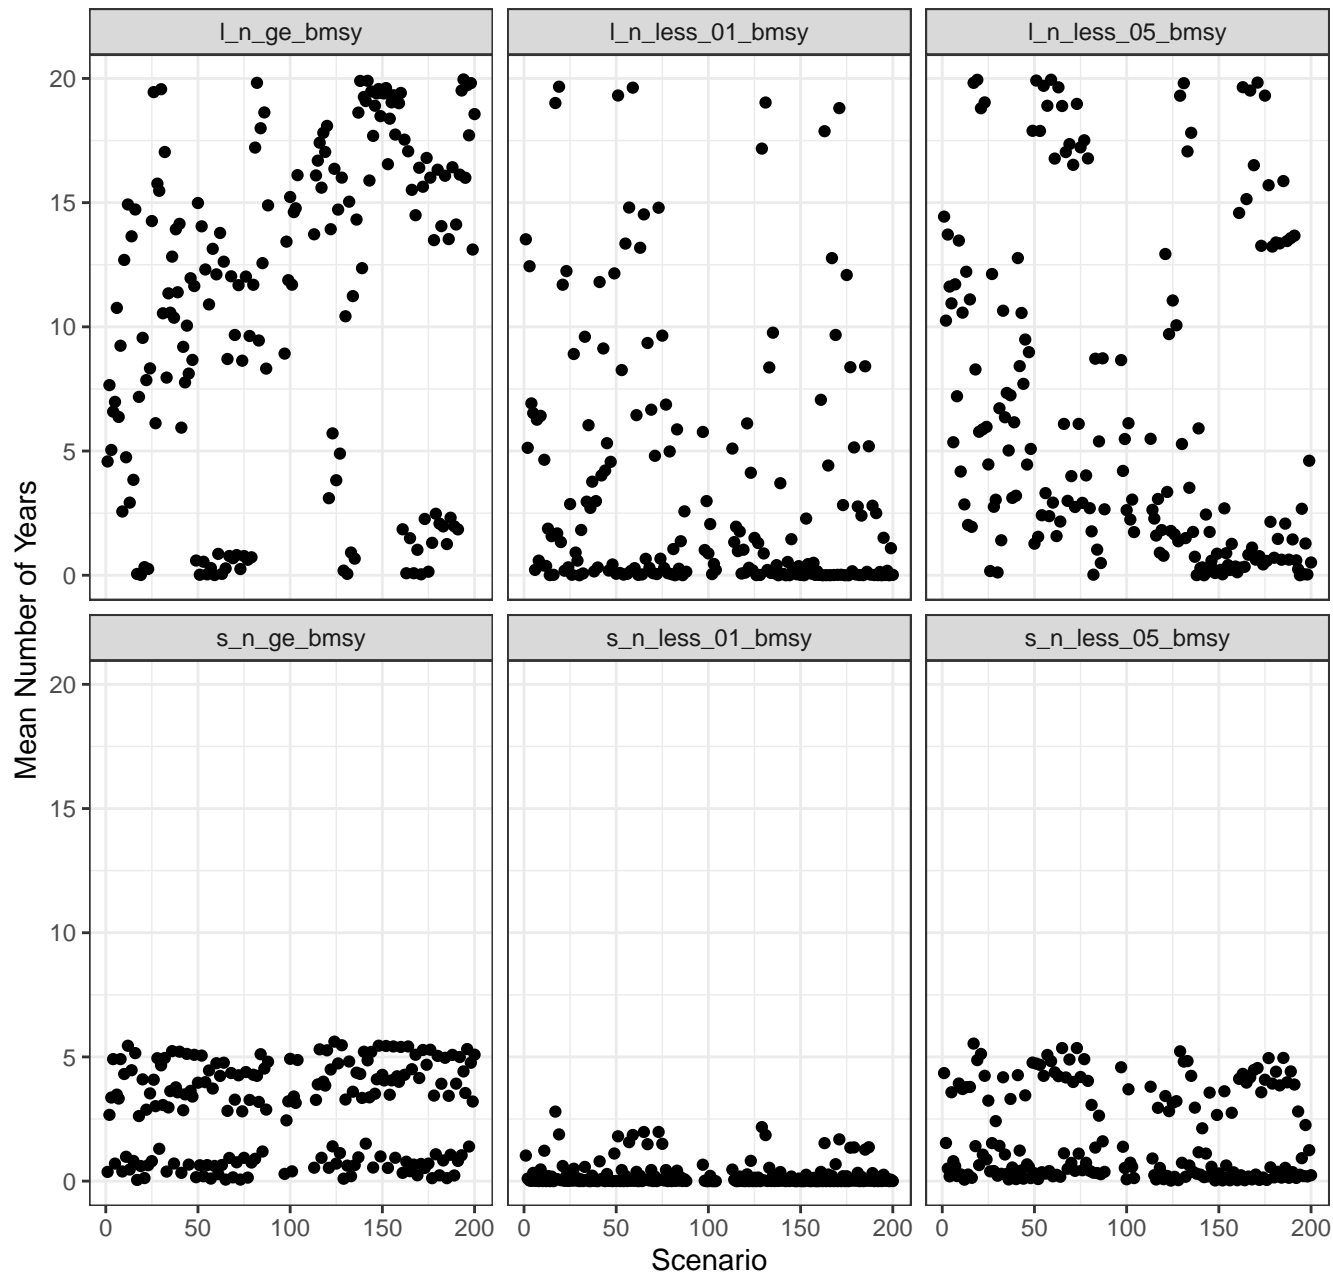 l_n_ge_bmsy l_n_less_01_bmsy l_n_less_05_bmsy
20
15
10
5
0
Mean Number of Years
s_n_ge_bmsy s_n_less_01_bmsy s_n_less_05_bmsy
20
15
10
5
0
0 50 100 150 200 0 50 100 150 200 0 50 100 150 200
Scenario